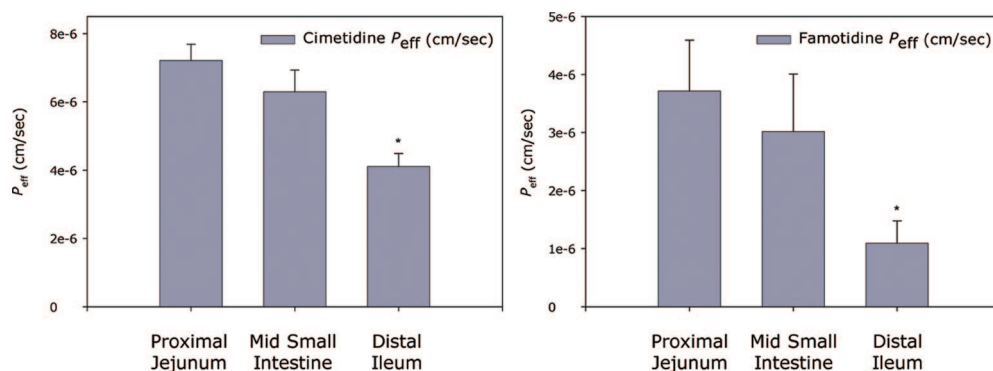 Cimetidine Peff (cm/sec)
8e-6
6e-6
4e-6
2e-6
0
Peff (cm/sec)
*
Proximal
Jejunum
Mid Small
Intestine
Distal
Ileum
Famotidine Peff (cm/sec)
5e-6
4e-6
3e-6
2e-6
1e-6
0
Peff (cm/sec)
*
Proximal
Jejunum
Mid Small
Intestine
Distal
Ileum